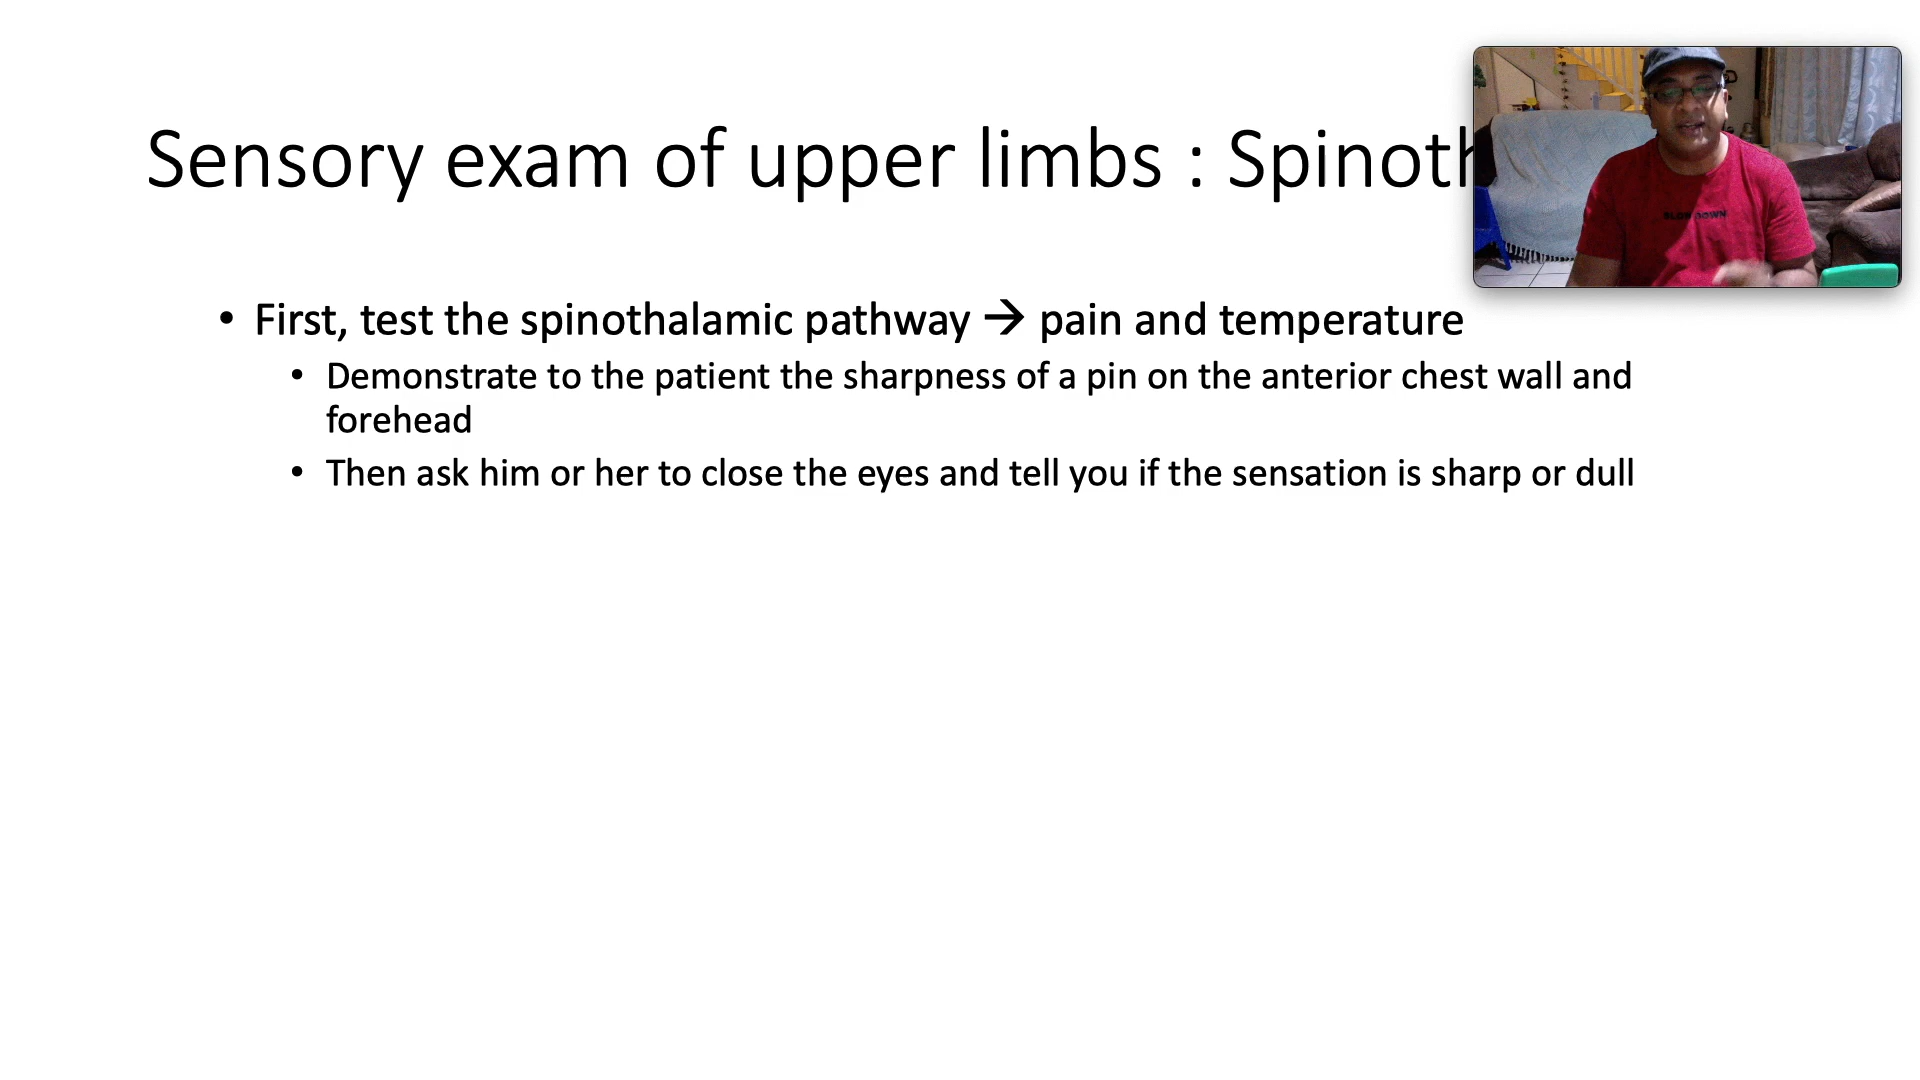 Sensory exam of upper limbs : Spinoth
• First, test the spinothalamic pathway → pain and temperature
• Demonstrate to the patient the sharpness of a pin on the anterior chest wall and
forehead
• Then ask him or her to close the eyes and tell you if the sensation is sharp or dull